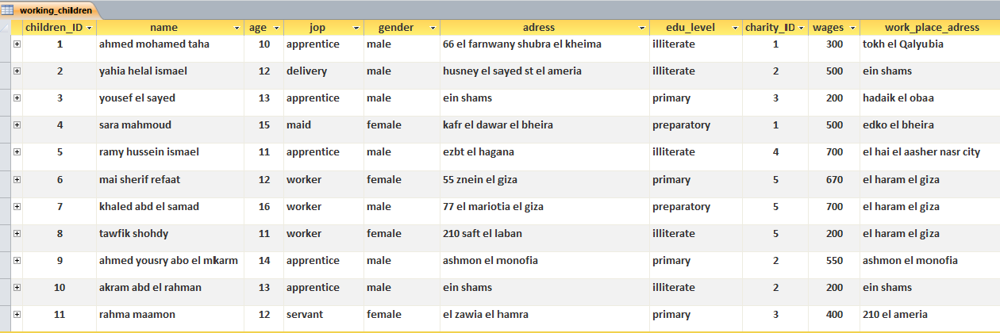 working_children
children_ID name age jop gender adress edu_level charity_ID wages work_place_adress
1 ahmed mohamed taha 10 apprentice male 66 el farnwany shubra el kheima illiterate 1 300 tokh el Qalyubia
2 yahia helal ismael 12 delivery male husney el sayed st el ameria illiterate 2 500 ein shams
3 yousef el sayed 13 apprentice male ein shams primary 3 200 hadaik el obaa
4 sara mahmoud 15 maid female kafr el dawar el bheira preparatory 1 500 edko el bheira
5 ramy hussein ismael 11 apprentice male ezbt el hagana illiterate 4 700 el hai el aasher nasr city
6 mai sherif refaat 12 worker female 55 znein el giza primary 5 670 el haram el giza
7 khaled abd el samad 16 worker male 77 el mariotia el giza preparatory 5 700 el haram el giza
8 tawfik shohdy 11 worker female 210 saft el laban illiterate 5 200 el haram el giza
9 ahmed yousry abo el mkarm 14 apprentice male ashmon el monofia primary 2 550 ashmon el monofia
10 akram abd el rahman 13 apprentice male ein shams illiterate 2 200 ein shams
11 rahma maamon 12 servant female el zawia el hamra primary 3 400 210 el ameria